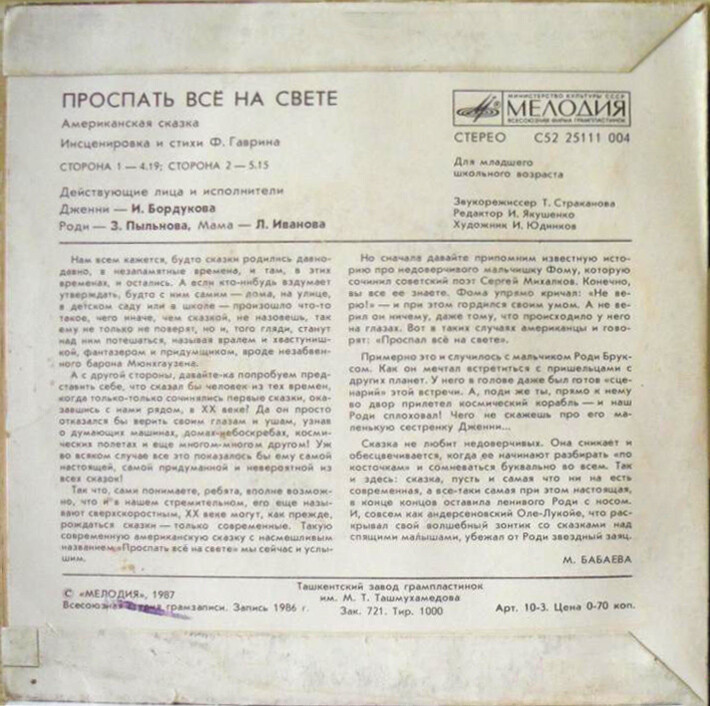 ПРОСПАТЬ ВСЁ НА СВЕТЕ
Американская сказка
Инсценировка и стихи Ф. Гаврина
СТОРОНА 1 — 4.19; СТОРОНА 2 — 5.15
Действующие лица и исполнители
Дженни — И. Бордукова
Роди — З. Пыльнова, Мама — Л. Иванова
МИНИСТЕРСТВО КУЛЬТУРЫ СССР
МЕЛОДИЯ
ВСЕСОЮЗНАЯ ФИРМА ГРАМПЛАСТИНОК
СТЕРЕО С52 25111 004
Для младшего
школьного возраста
Звукорежиссер Т. Страканова
Редактор И. Якушенко
Художник И. Юдников
Нам всем кажется, будто сказки родились давно-
давно, в незапамятные времена, и там, в этих
временах, и остались. А если кто-нибудь вздумает
утверждать, будто с ним самим — дома, на улице,
в детском саду или в школе — произошло что-то
такое, чего иначе, чем сказкой, не назовешь, так
ему не только не поверят, но и, того гляди, станут
над ним потешаться, называя вралем и хвастуниш-
кой, фантазером и придумщиком, вроде незабвен-
ного барона Мюнхгаузена.
А с другой стороны, давайте-ка попробуем пред-
ставить себе, что сказал бы человек из тех времен,
когда только-только сочинялись первые сказки, ока-
завшись с нами рядом, в XX веке! Да он просто
отказался бы верить своим глазам и ушам, узнав
о думающих машинах, домах-небоскребах, косми-
ческих полетах и еще многом-многом другом! Уж
во всяком случае все это показалось бы ему самой
настоящей, самой придуманной и невероятной из
всех сказок!
Так что, сами понимаете, ребята, вполне возмож-
но, что и в нашем стремительном, его еще назы-
вают сверхскоростным, XX веке могут, как прежде,
рождаться сказки — только современные. Такую
современную американскую сказку с насмешливым
названием «Проспать всё на свете» мы сейчас и услы-
шим.
Но сначала давайте припомним известную исто-
рию про недоверчивого мальчишку Фому, которую
сочинил советский поэт Сергей Михалков. Конечно,
вы все ее знаете. Фома упрямо кричал: «Не ве-
рю!» — и при этом гордился своим умом. А не ве-
рил он ничему, даже тому, что происходило у него
на глазах. Вот в таких случаях американцы и гово-
рят: «Проспал всё на свете».
Примерно это и случилось с мальчиком Роди Брук-
сом. Как он мечтал встретиться с пришельцами с
других планет. У него в голове даже был готов «сце-
нарий» этой встречи. А, поди же ты, прямо к нему
во двор прилетел космический корабль — и наш
Роди сплоховал! Чего не скажешь про его ма-
ленькую сестренку Дженни...
Сказка не любит недоверчивых. Она сникает и
обесцвечивается, когда ее начинают разбирать «по
косточкам» и сомневаться буквально во всем. Так
и здесь: сказка, пусть и самая что ни на есть
современная, а все-таки самая при этом настоящая,
в конце концов оставила ленивого Роди с носом.
И, совсем как андерсеновский Оле-Лукойе, что рас-
крывал свой волшебный зонтик со сказками над
спящими малышами, убежал от Роди звездный заяц.
М. БАБАЕВА
© «МЕЛОДИЯ», 1987
Всесоюзная студия грамзаписи. Запись 1986 г.
Ташкентский завод грампластинок
им. М. Т. Ташмухамедова
Зак. 721. Тир. 1000
Арт. 10-3. Цена 0-70 коп.